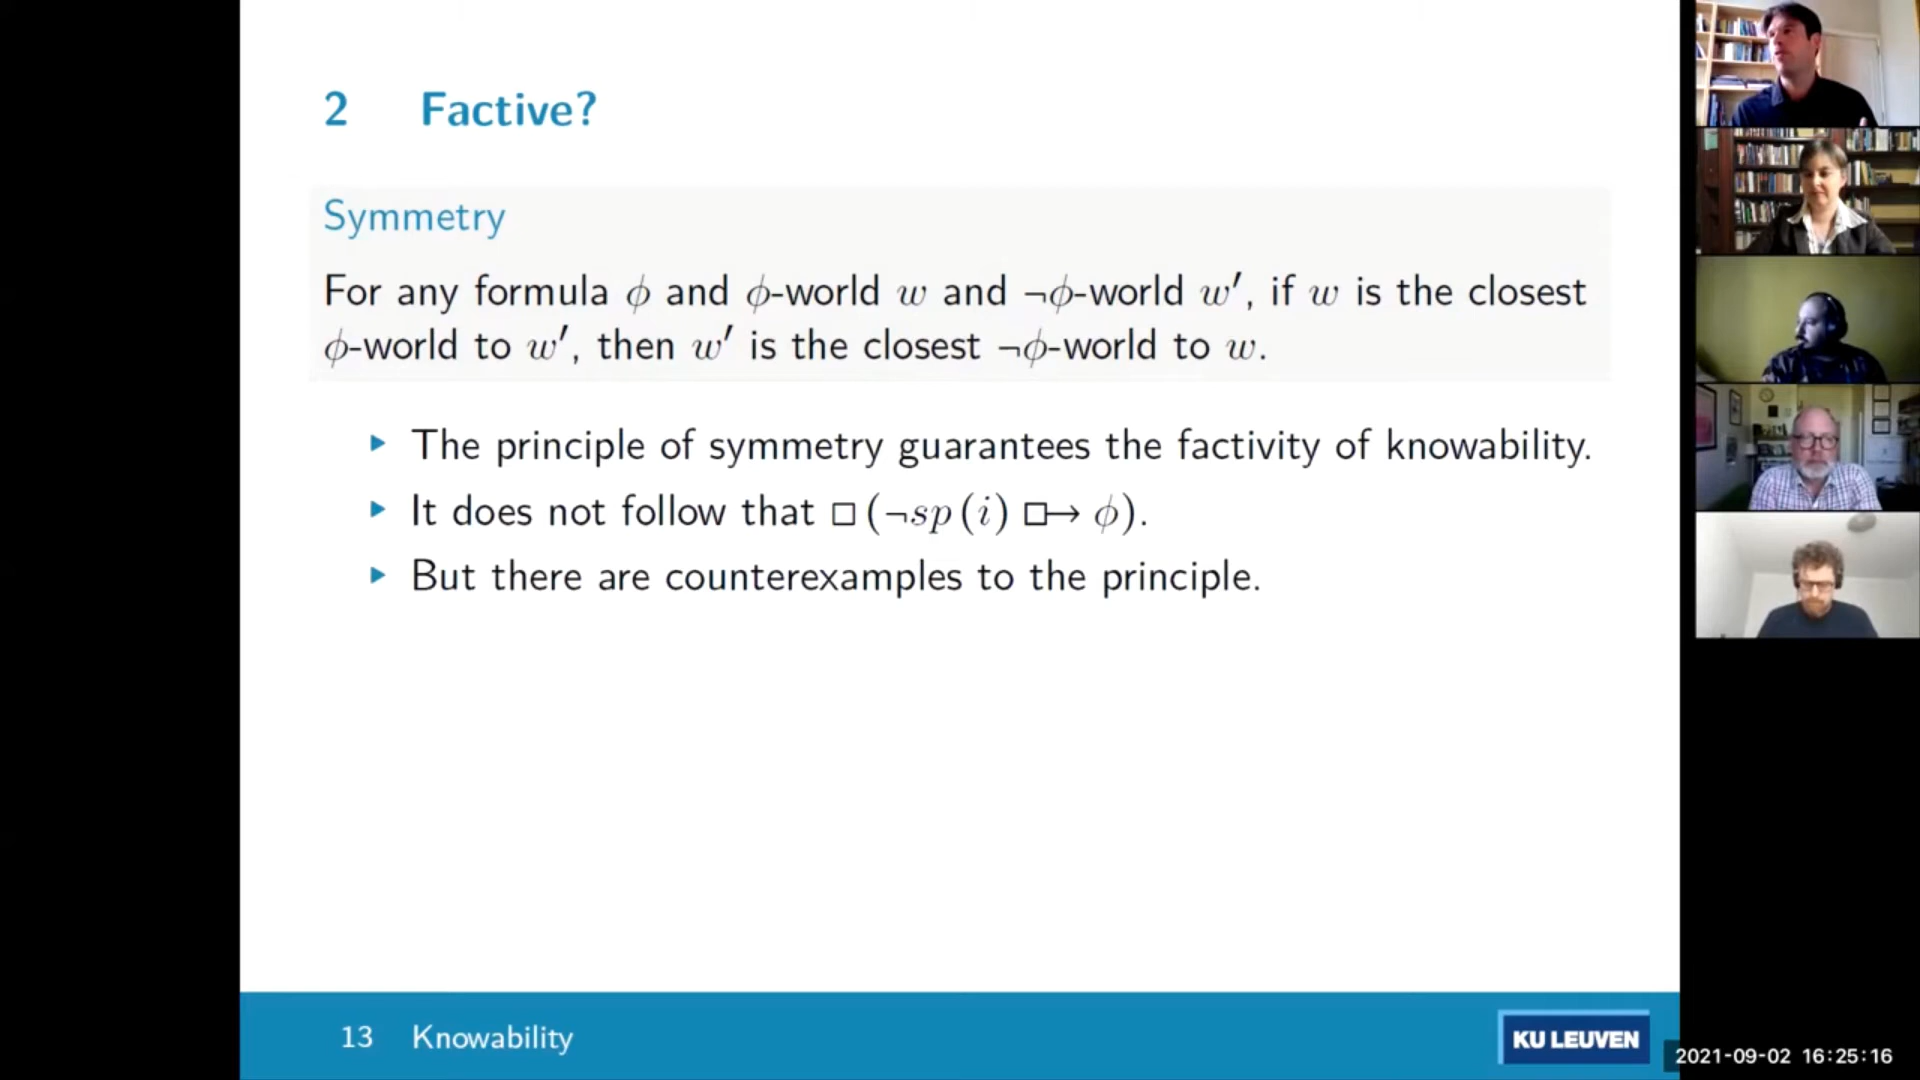 2 Factive?
Symmetry
For any formula ϕ and ϕ-world w and ¬ϕ-world w′, if w is the closest
ϕ-world to w′, then w′ is the closest ¬ϕ-world to w.
▶ The principle of symmetry guarantees the factivity of knowability.
▶ It does not follow that □(¬sp(i) □→ ϕ).
▶ But there are counterexamples to the principle.
13 Knowability
KU LEUVEN
2021-09-02 16:25:16